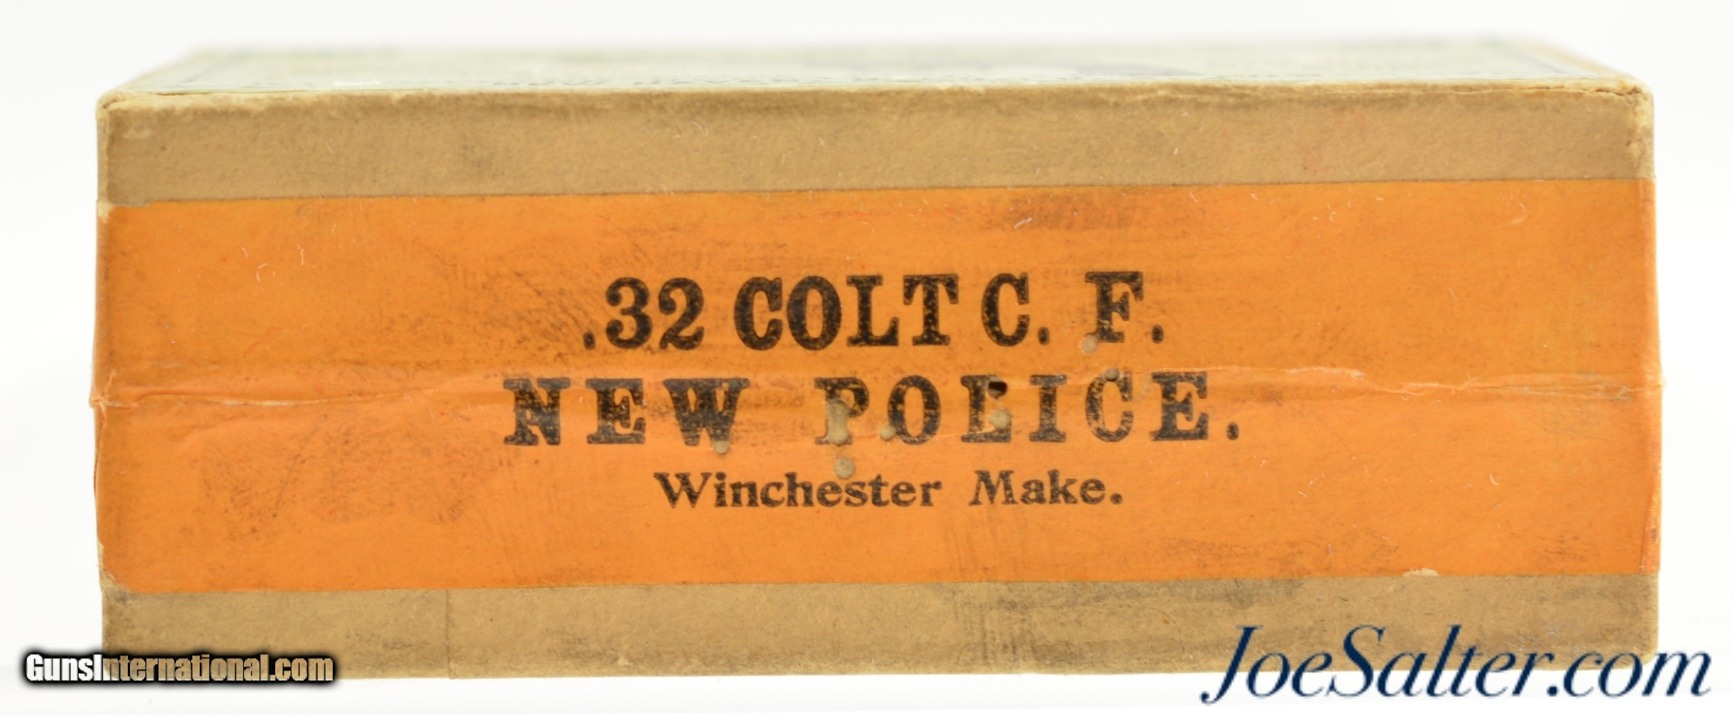 .32 COLT C. F.
NEW POLICE.
Winchester Make.
GunsInternational.com
JoeSalter.com